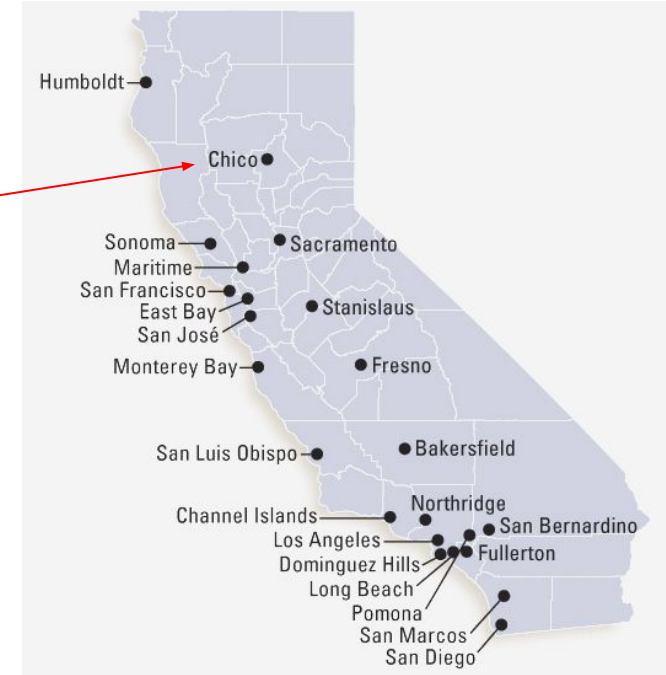 Humboldt
Chico
Sonoma
Sacramento
Maritime
San Francisco
East Bay
Stanislaus
San José
Monterey Bay
Fresno
San Luis Obispo
Bakersfield
Northridge
Channel Islands
San Bernardino
Los Angeles
Fullerton
Dominguez Hills
Long Beach
Pomona
San Marcos
San Diego